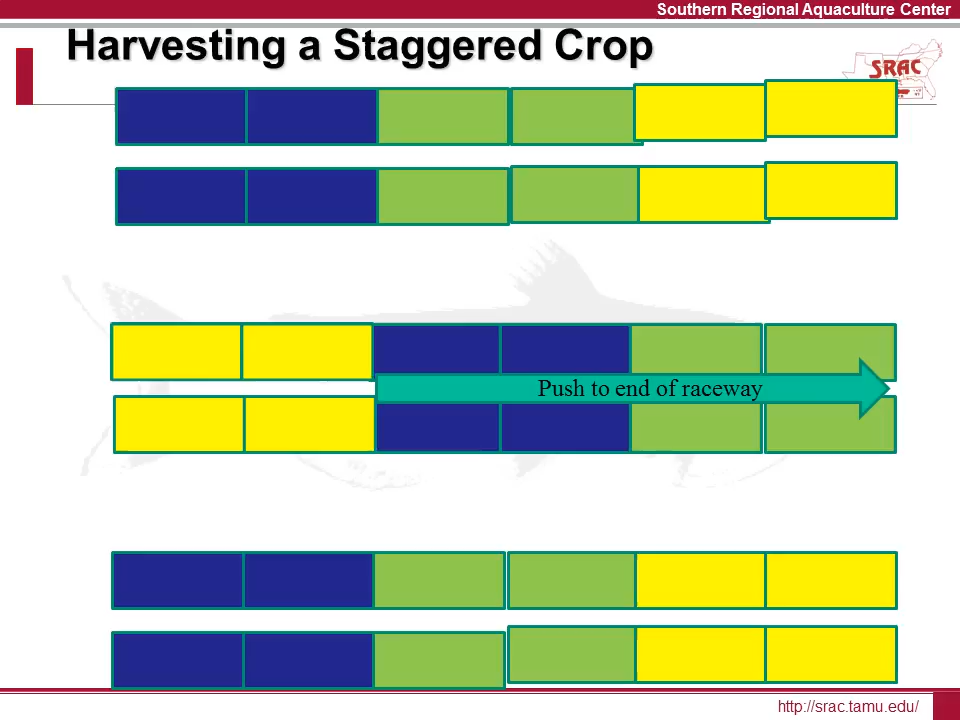 Southern Regional Aquaculture Center
Harvesting a Staggered Crop
SRAC
Push to end of raceway
http://srac.tamu.edu/